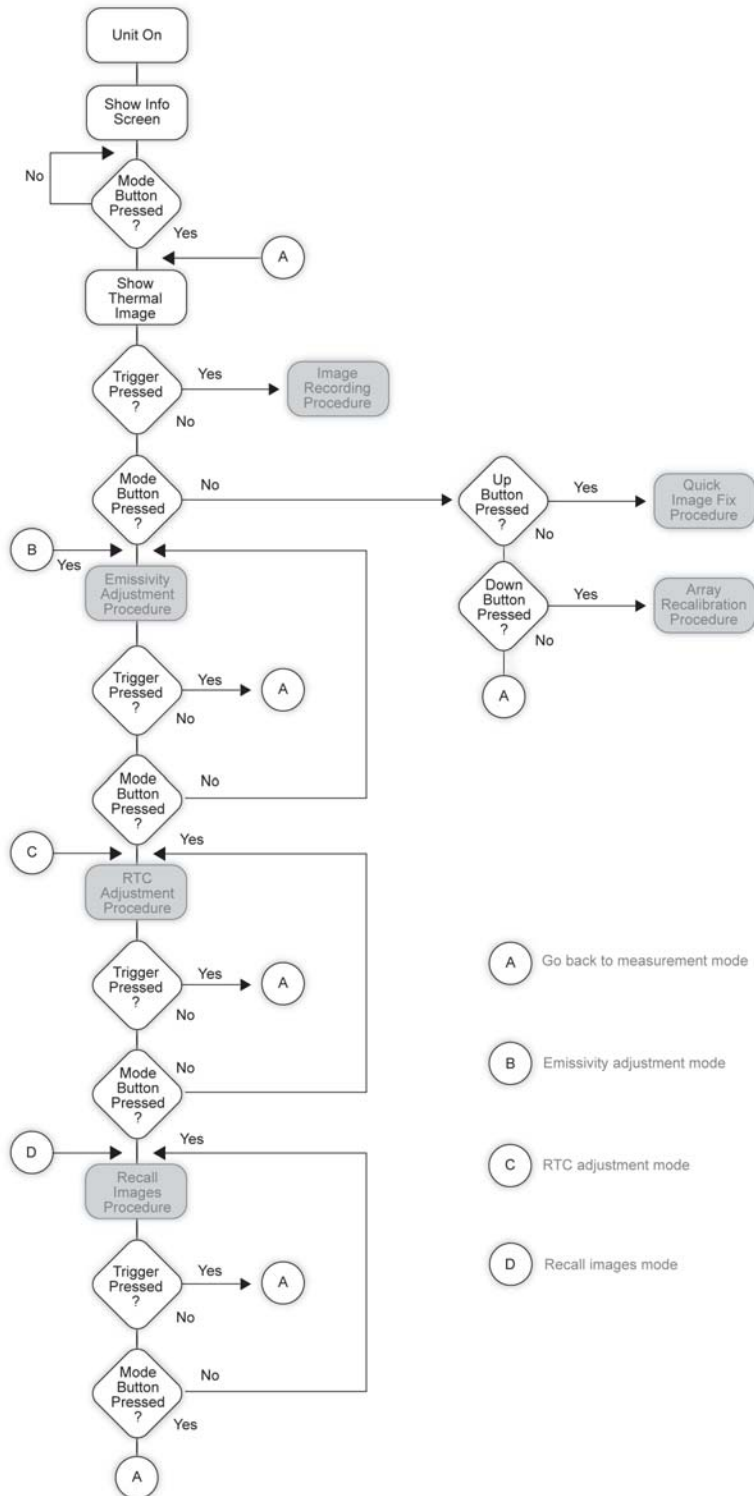 Unit On
Show Info
Screen
No
Mode
Button
Pressed
?
Yes
A
Show
Thermal
Image
Trigger
Pressed
?
Yes
No
Image
Recording
Procedure
Mode
Button
Pressed
?
No
Up
Button
Pressed
?
Yes
No
Quick
Image Fix
Procedure
B
Yes
Emissivity
Adjustment
Procedure
Down
Button
Pressed
?
Yes
No
Array
Recalibration
Procedure
A
Trigger
Pressed
?
Yes
No
A
Mode
Button
Pressed
?
No
Yes
C
RTC
Adjustment
Procedure
Trigger
Pressed
?
Yes
No
A
Mode
Button
Pressed
?
No
Yes
D
Recall
Images
Procedure
Trigger
Pressed
?
Yes
No
A
Mode
Button
Pressed
?
No
Yes
A
A Go back to measurement mode
B Emissivity adjustment mode
C RTC adjustment mode
D Recall images mode